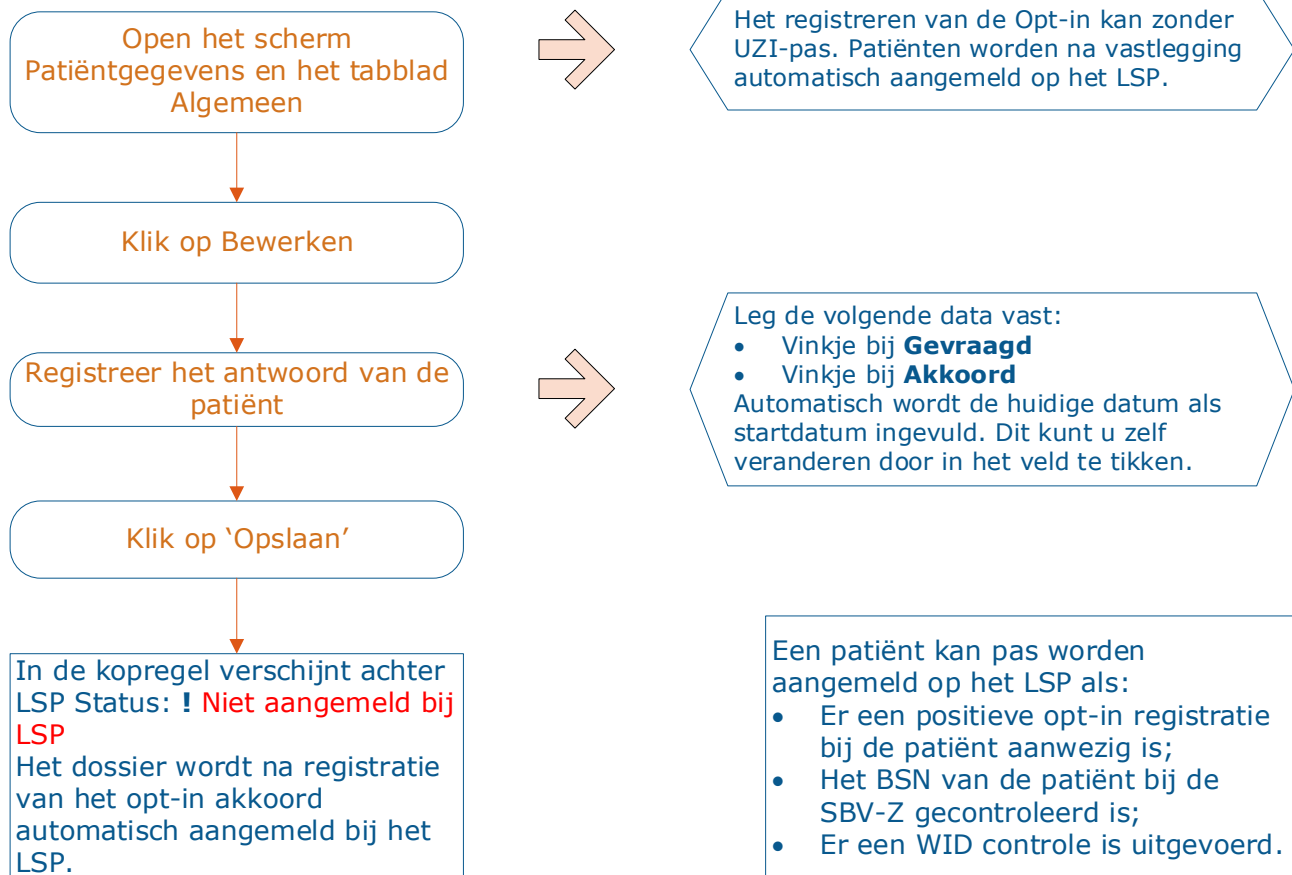 Open het scherm
Patiëntgegevens en het tabblad
Algemeen
Het registreren van de Opt-in kan zonder
UZI-pas. Patiënten worden na vastlegging
automatisch aangemeld op het LSP.
Klik op Bewerken
Registreer het antwoord van de
patiënt
Leg de volgende data vast:
• Vinkje bij Gevraagd
• Vinkje bij Akkoord
Automatisch wordt de huidige datum als
startdatum ingevuld. Dit kunt u zelf
veranderen door in het veld te tikken.
Klik op ‘Opslaan’
In de kopregel verschijnt achter
LSP Status: ! Niet aangemeld bij
LSP
Het dossier wordt na registratie
van het opt-in akkoord
automatisch aangemeld bij het
LSP.
Een patiënt kan pas worden
aangemeld op het LSP als:
• Er een positieve opt-in registratie
bij de patiënt aanwezig is;
• Het BSN van de patiënt bij de
SBV-Z gecontroleerd is;
• Er een WID controle is uitgevoerd.